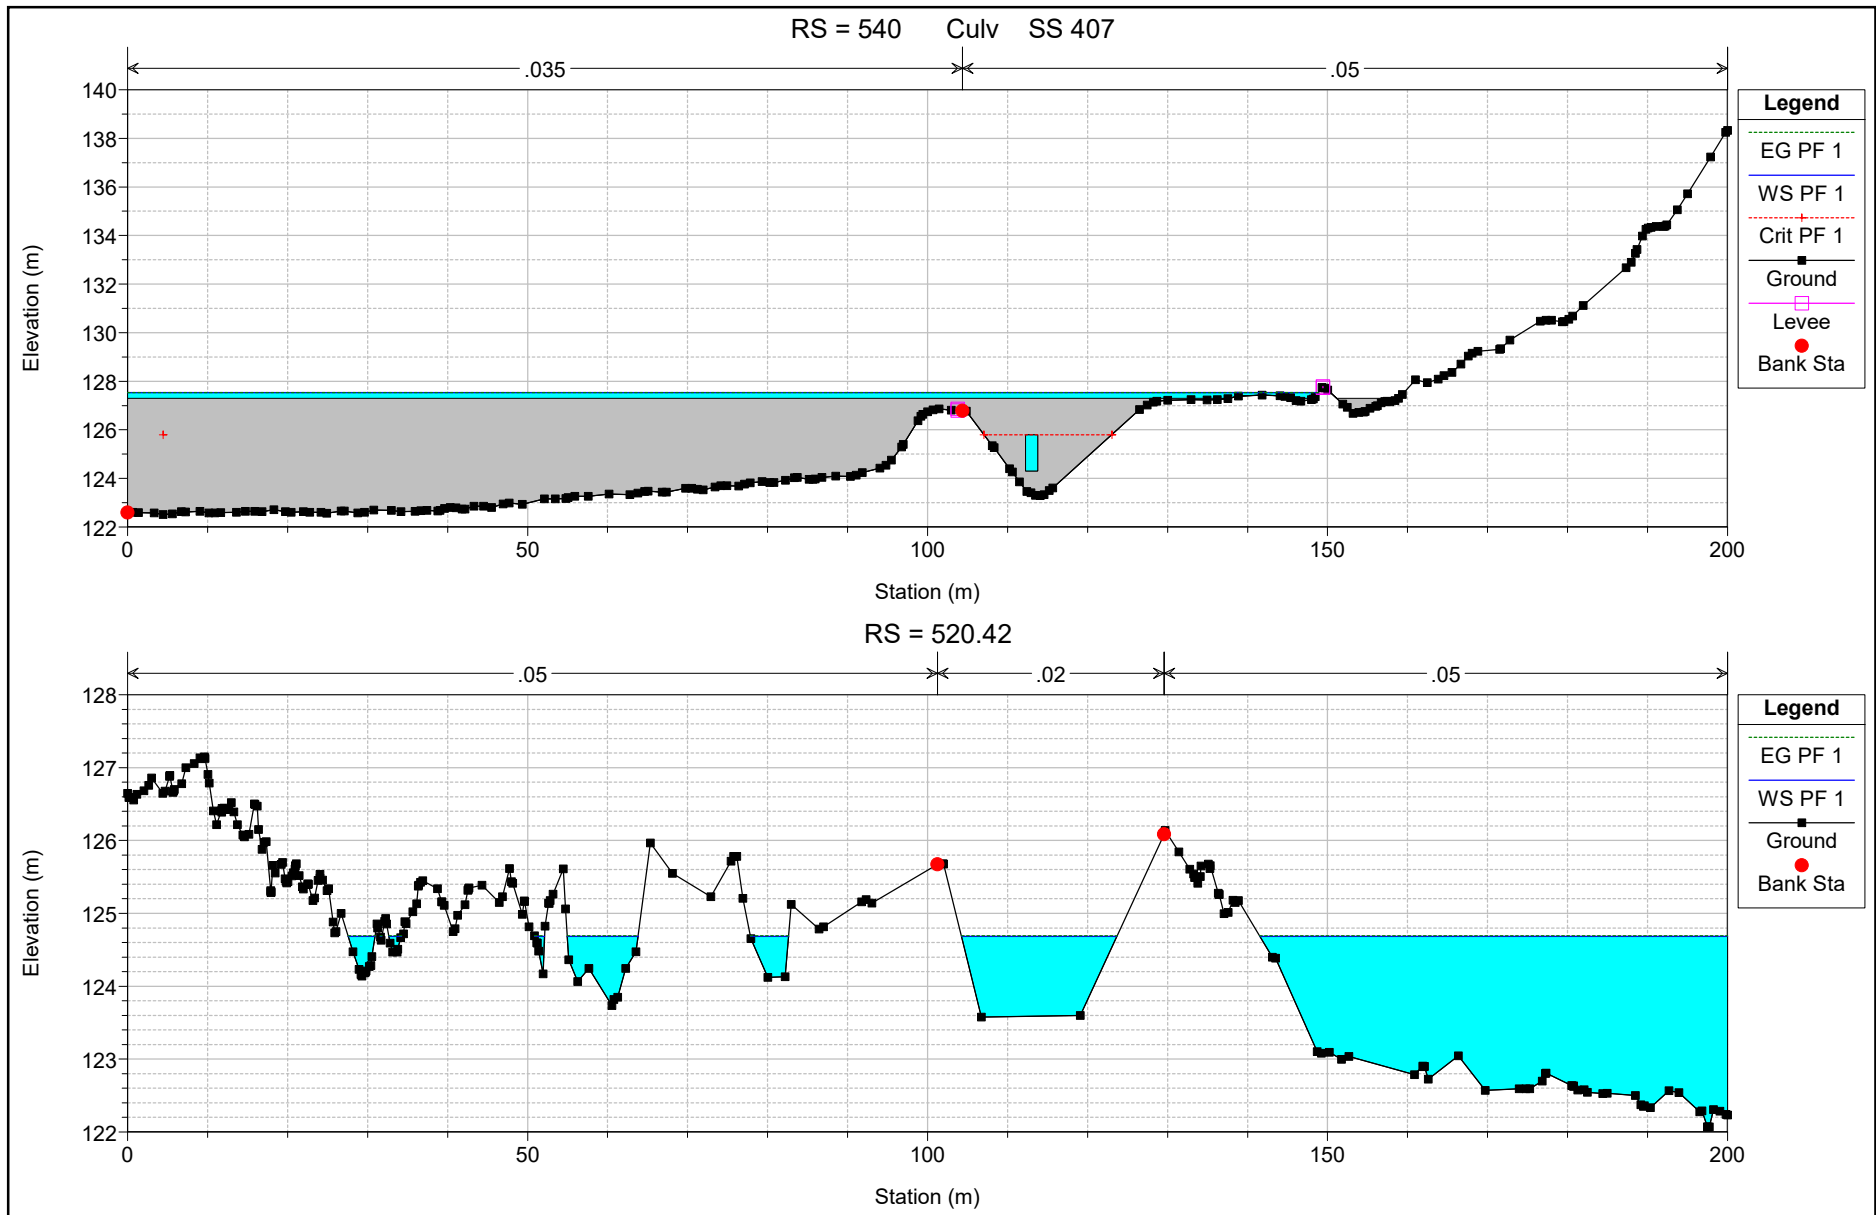 RS = 540 Culv SS 407
.035 .05
Elevation (m)
140
138
136
134
132
130
128
126
124
122
0 50 100 150 200
Station (m)
Legend
EG PF 1
WS PF 1
Crit PF 1
Ground
Levee
Bank Sta
RS = 520.42
.05 .02 .05
Elevation (m)
128
127
126
125
124
123
122
0 50 100 150 200
Station (m)
Legend
EG PF 1
WS PF 1
Ground
Bank Sta